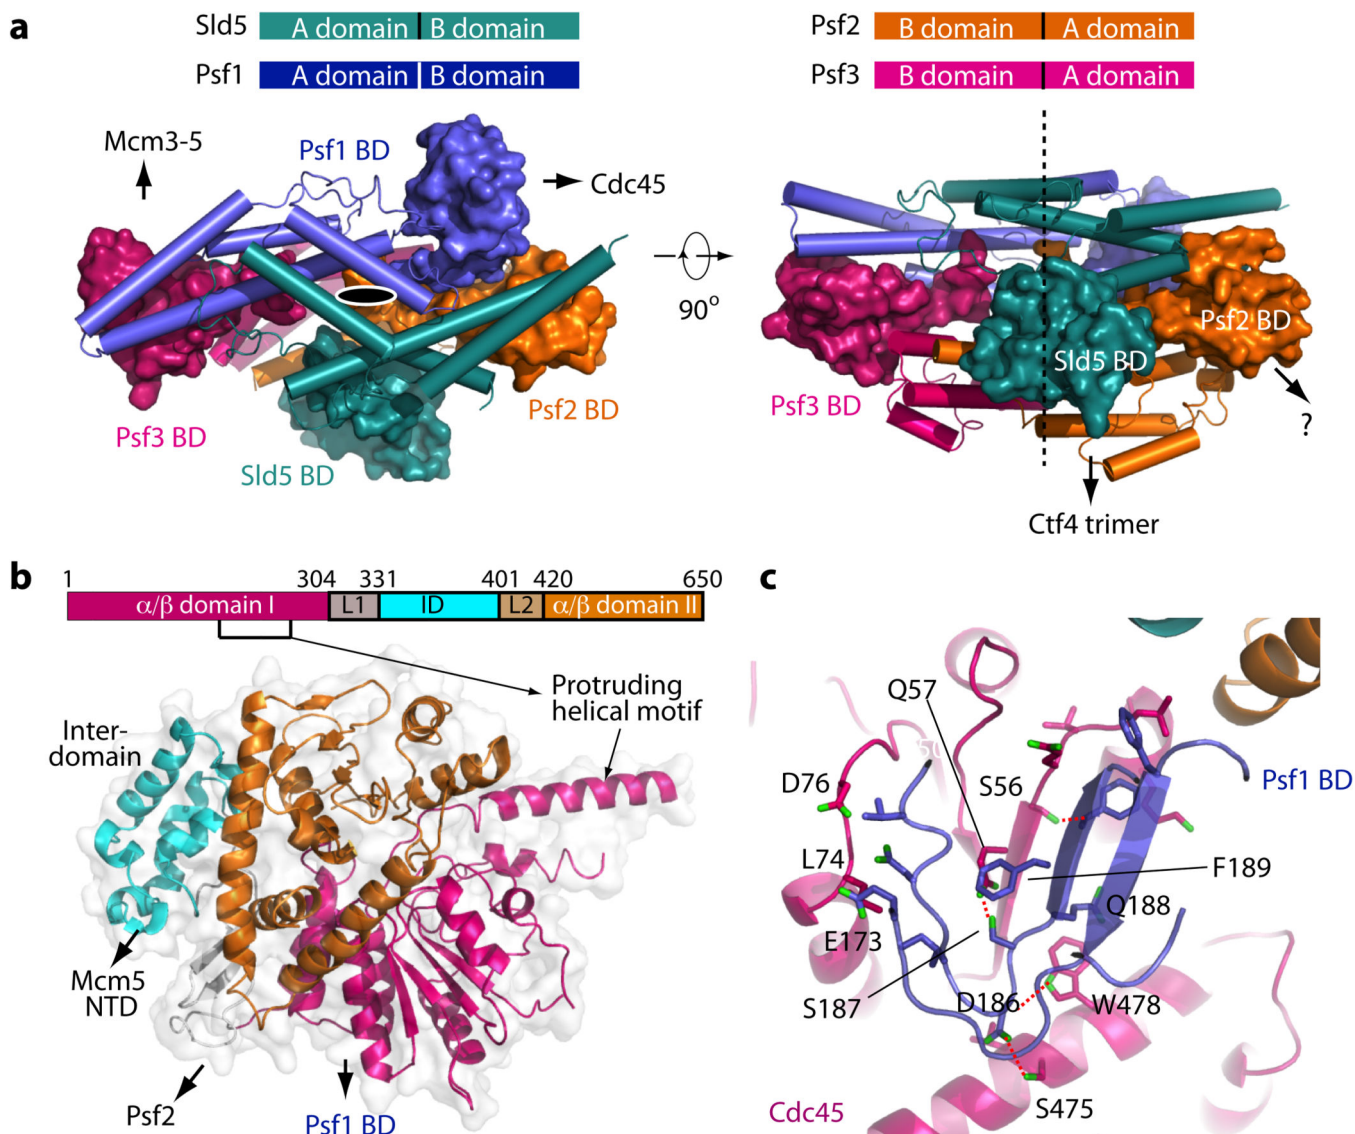 a
Sld5 A domain B domain
Psf1 A domain B domain
Psf2 B domain A domain
Psf3 B domain A domain
Mcm3-5
Psf1 BD
Cdc45
Psf3 BD
Sld5 BD
Psf2 BD
90°
Psf2 BD
Sld5 BD
Psf3 BD
?
Ctf4 trimer
b
1 304 331 401 420 650
α/β domain I L1 ID L2 α/β domain II
Protruding
helical motif
Inter-
domain
Mcm5
NTD
Psf2
Psf1 BD
c
Q57
S56
Psf1 BD
D76
L74
F189
Q188
E173
S187
D186
W478
S475
Cdc45